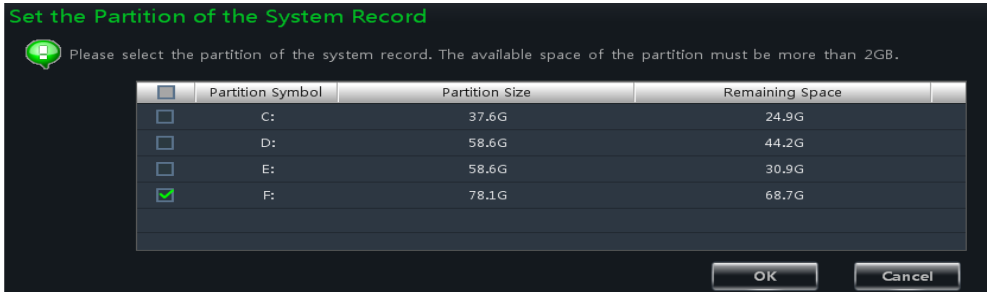 Set the Partition of the System Record
Please select the partition of the system record. The available space of the partition must be more than 2GB.
Partition Symbol Partition Size Remaining Space
C: 37.6G 24.9G
D: 58.6G 44.2G
E: 58.6G 30.9G
F: 78.1G 68.7G
OK Cancel